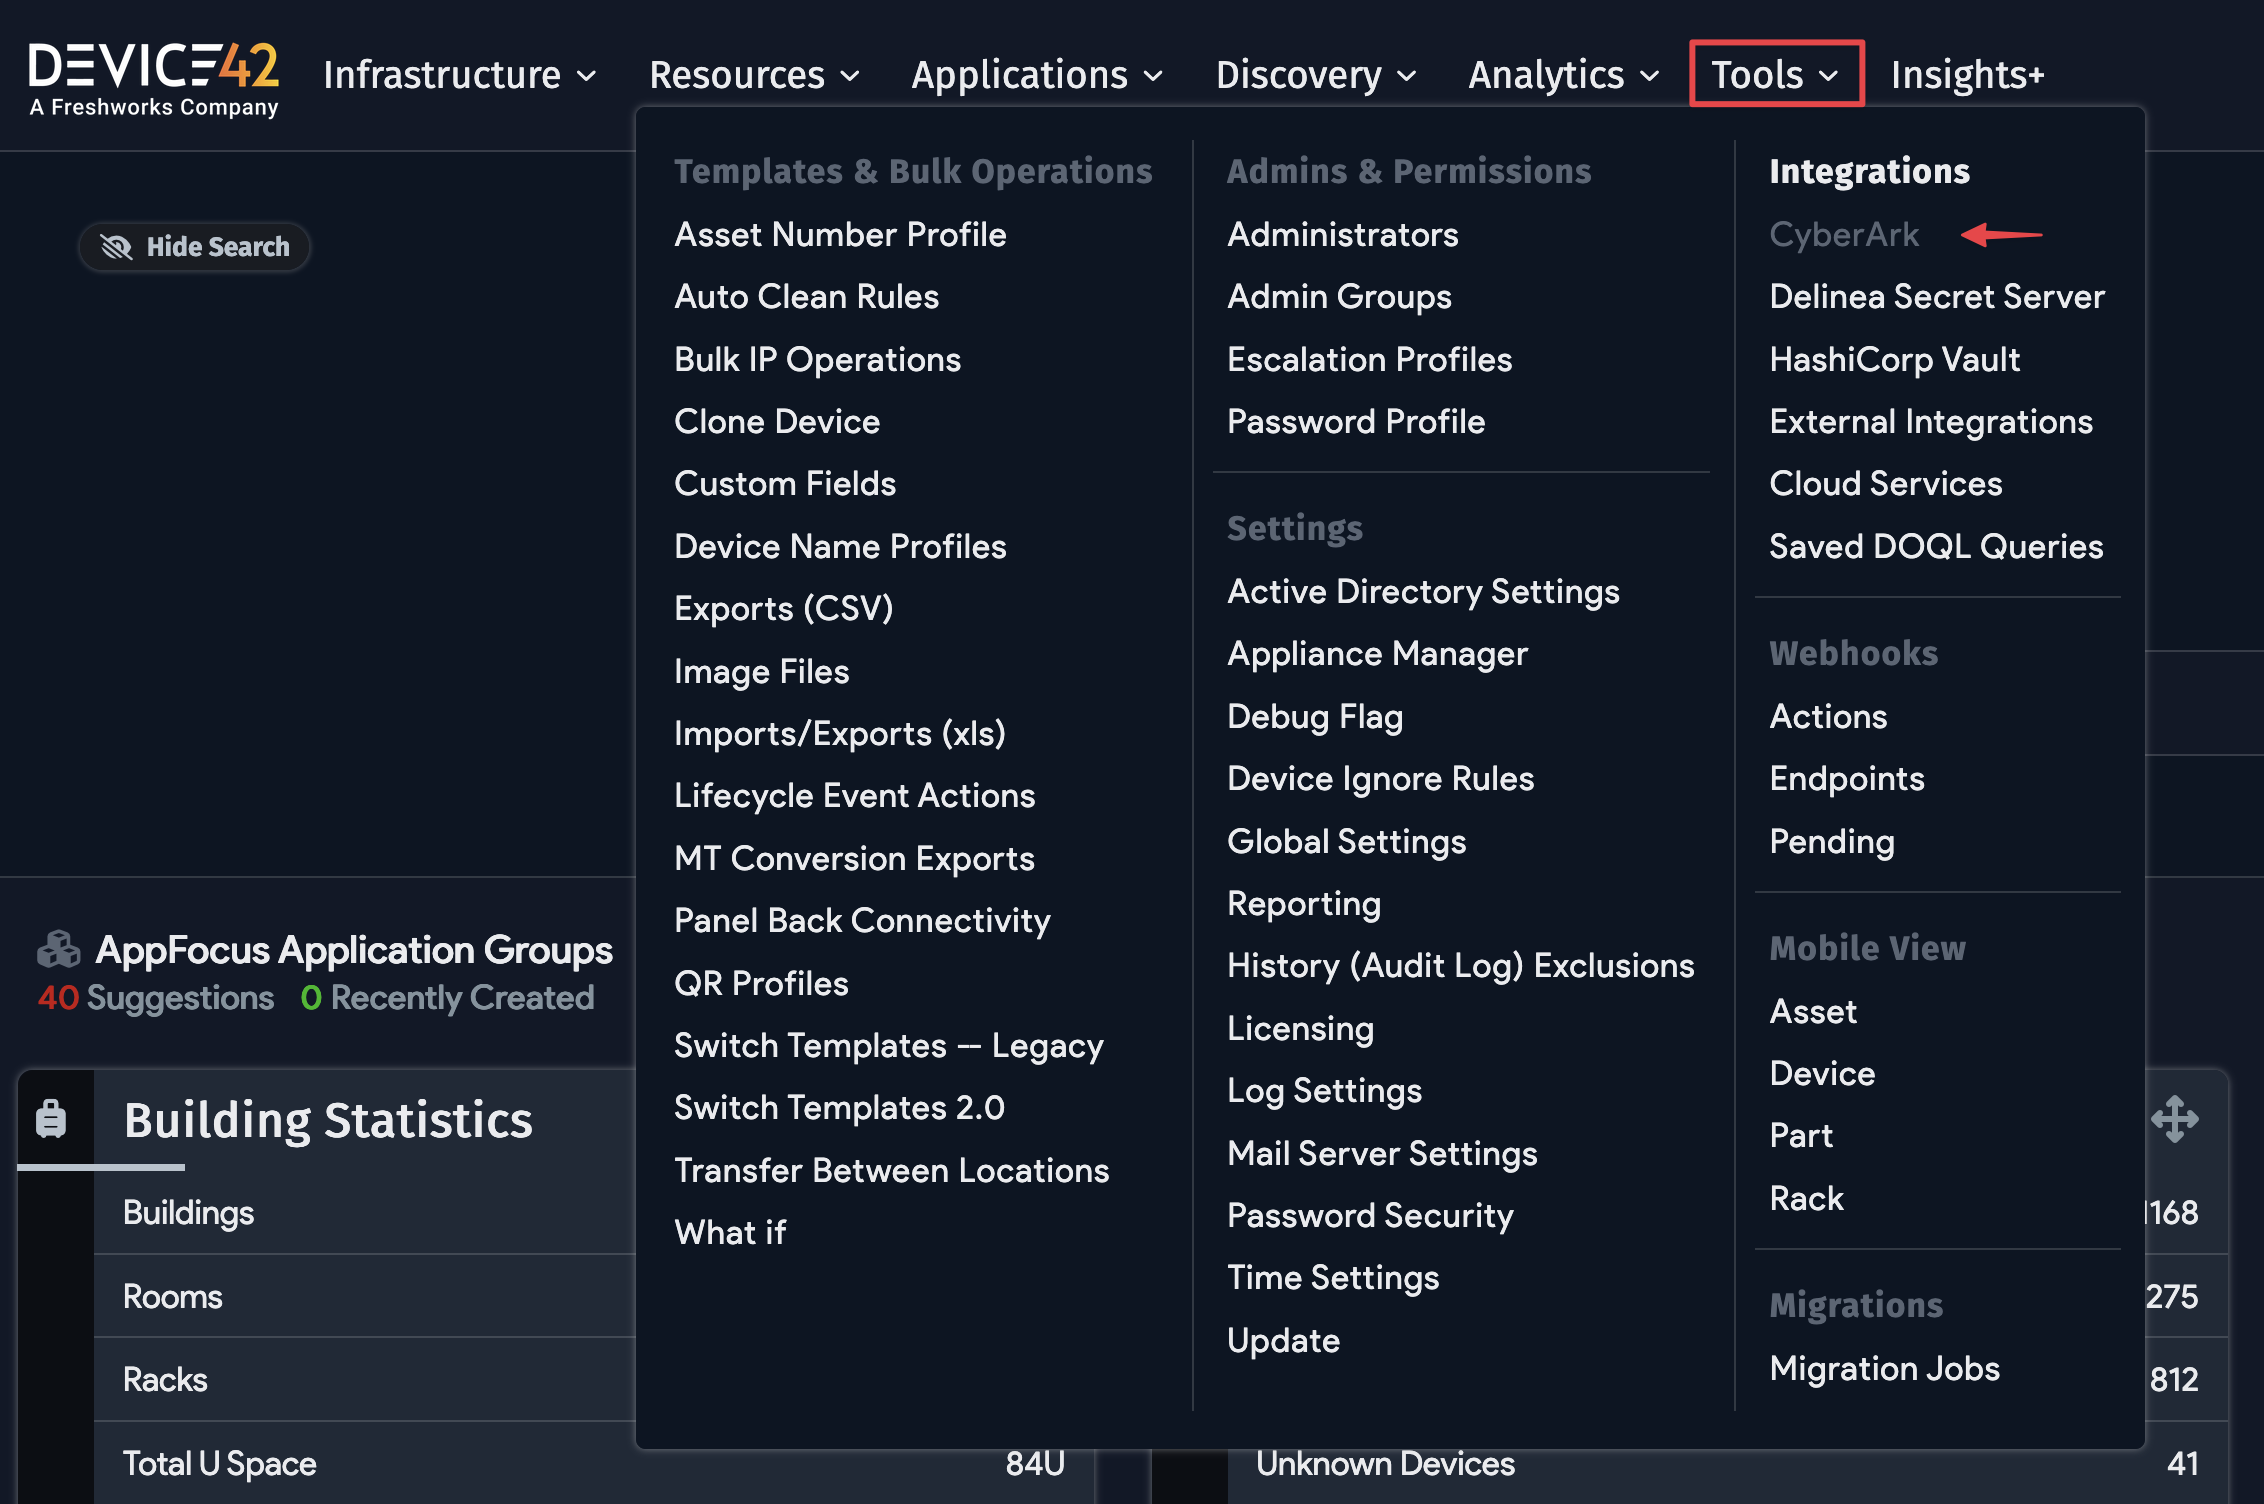 DEVICE42
A Freshworks Company
Infrastructure
Resources
Applications
Discovery
Analytics
Tools
Insights+
Hide Search
Templates & Bulk Operations
Asset Number Profile
Auto Clean Rules
Bulk IP Operations
Clone Device
Custom Fields
Device Name Profiles
Exports (CSV)
Image Files
Imports/Exports (xls)
Lifecycle Event Actions
MT Conversion Exports
Panel Back Connectivity
QR Profiles
Switch Templates -- Legacy
Switch Templates 2.0
Transfer Between Locations
What if
Admins & Permissions
Administrators
Admin Groups
Escalation Profiles
Password Profile
Settings
Active Directory Settings
Appliance Manager
Debug Flag
Device Ignore Rules
Global Settings
Reporting
History (Audit Log) Exclusions
Licensing
Log Settings
Mail Server Settings
Password Security
Time Settings
Update
Integrations
CyberArk
Delinea Secret Server
HashiCorp Vault
External Integrations
Cloud Services
Saved DOQL Queries
Webhooks
Actions
Endpoints
Pending
Mobile View
Asset
Device
Part
Rack
Migrations
Migration Jobs
AppFocus Application Groups
40 Suggestions 0 Recently Created
Building Statistics
Buildings
Rooms
Racks
Total U Space 84U
275
812
Unknown Devices 41